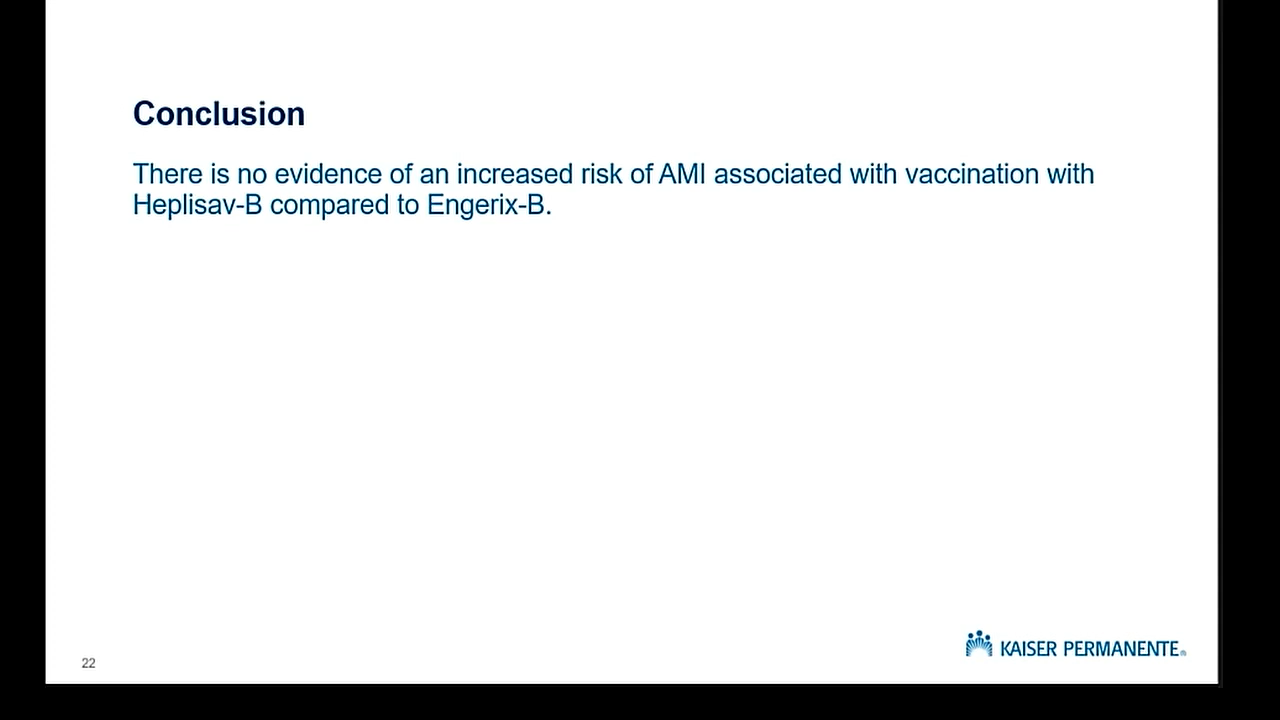 Conclusion
There is no evidence of an increased risk of AMI associated with vaccination with
Heplisav-B compared to Engerix-B.
22
KAISER PERMANENTE®